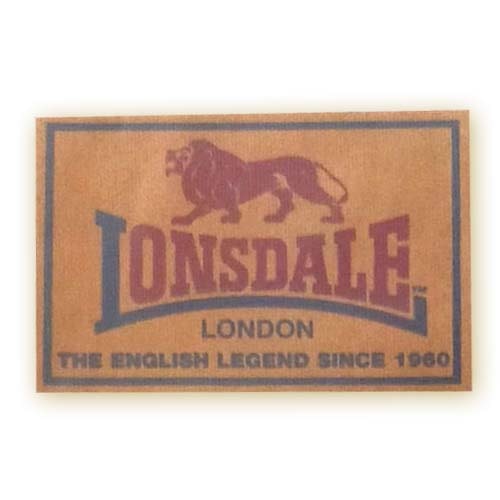 LONSDALE™
LONDON
THE ENGLISH LEGEND SINCE 1960